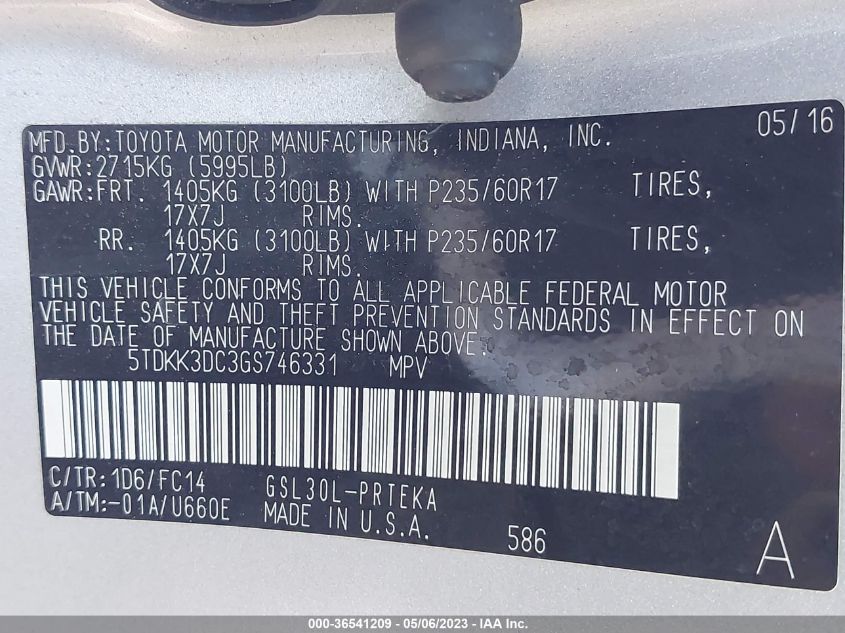 05/16
MFD.BY:TOYOTA MOTOR MANUFACTURING, INDIANA, INC.
GVWR:2715KG (5995LB)
GAWR:FRT. 1405KG (3100LB) WITH P235/60R17 TIRES,
17X7J RIMS.
RR. 1405KG (3100LB) WITH P235/60R17 TIRES,
17X7J RIMS.
THIS VEHICLE CONFORMS TO ALL APPLICABLE FEDERAL MOTOR
VEHICLE SAFETY AND THEFT PREVENTION STANDARDS IN EFFECT ON
THE DATE OF MANUFACTURE SHOWN ABOVE.
5TDKK3DC3GS746331 MPV
C/TR:1D6/FC14 GSL30L-PRTEKA
A/TM:-01A/U660E MADE IN U.S.A.
586
A
000-36541209 - 05/06/2023 - IAA Inc.